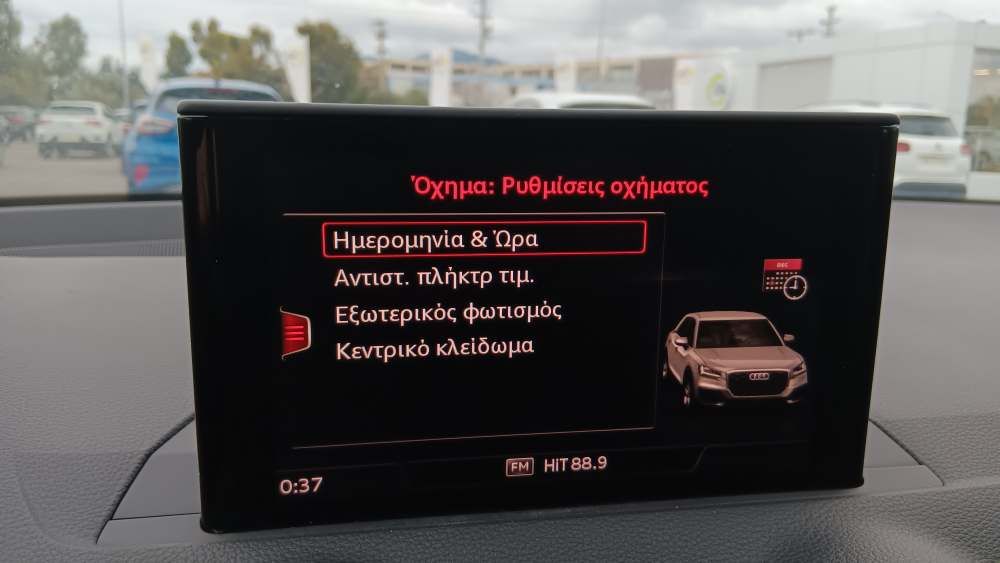 Όχημα: Ρυθμίσεις οχήματος
Ημερομηνία & Ώρα
Αντιστ. πλήκτρ τιμ.
Εξωτερικός φωτισμός
Κεντρικό κλείδωμα
0:37
FM HiT 88.9